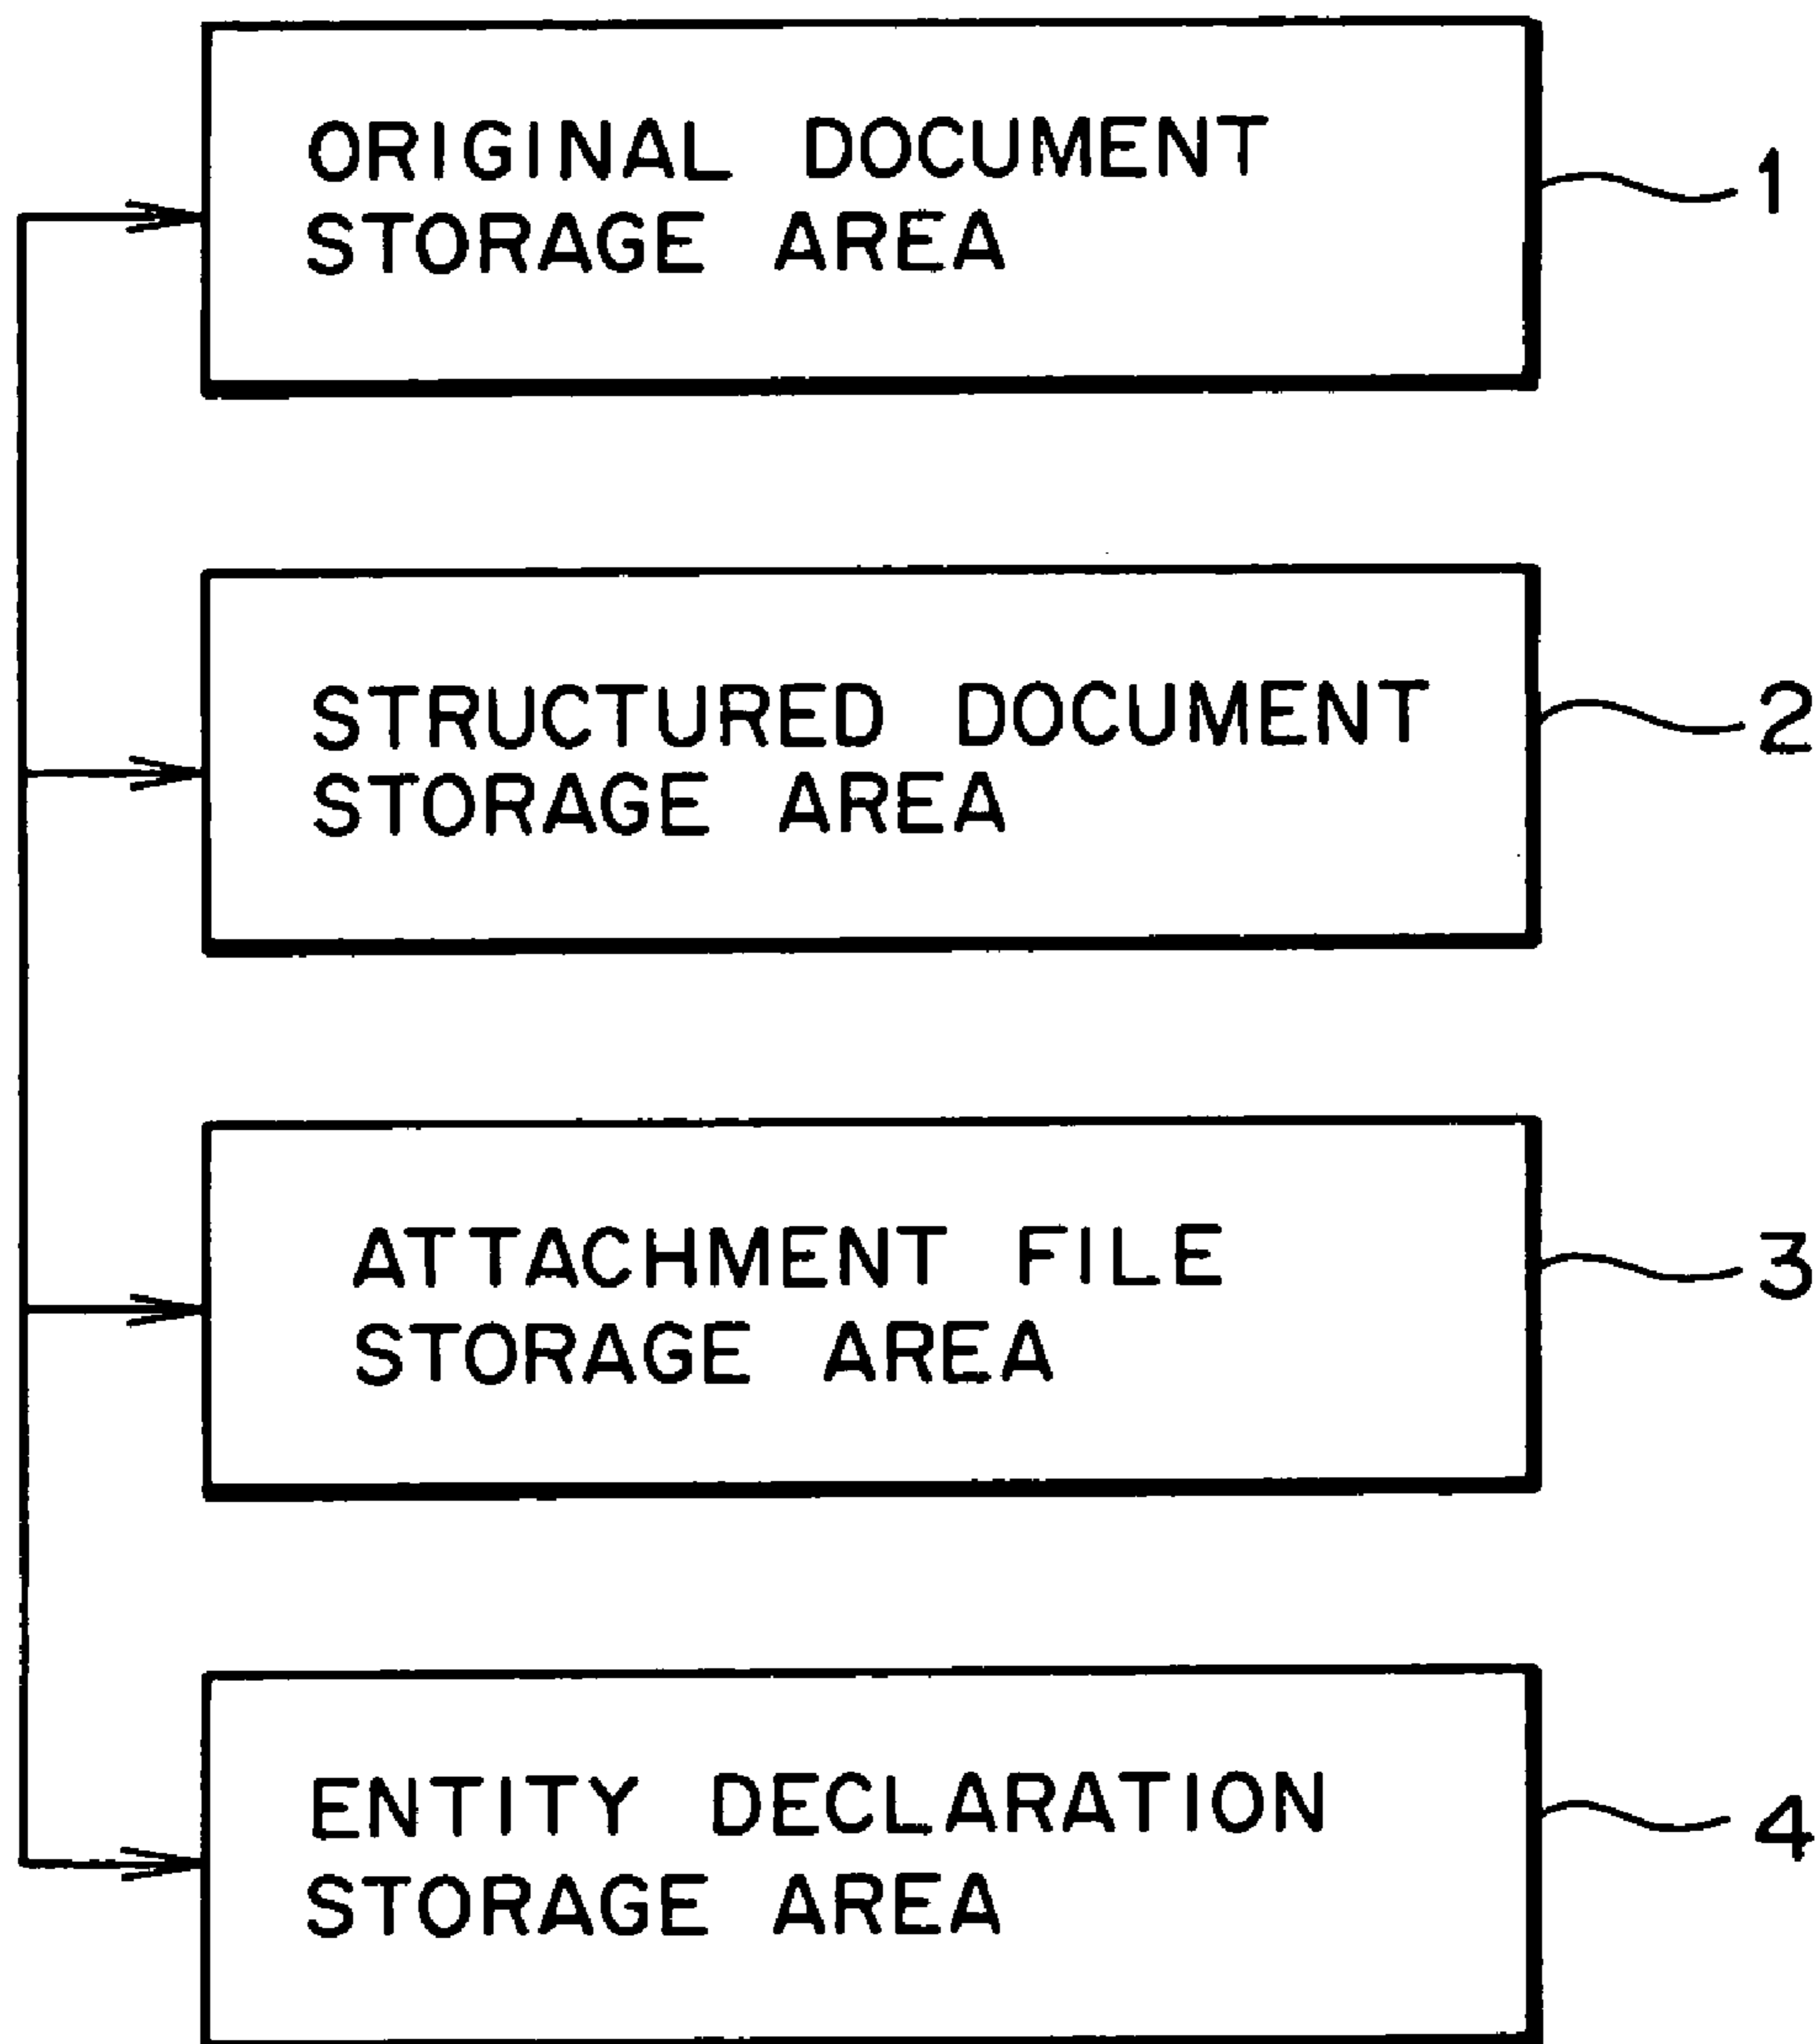 ORIGINAL DOCUMENT
STORAGE AREA
1
STRUCTURED DOCUMENT
STORAGE AREA
2
ATTACHMENT FILE
STORAGE AREA
3
ENTITY DECLARATION
STORAGE AREA
4